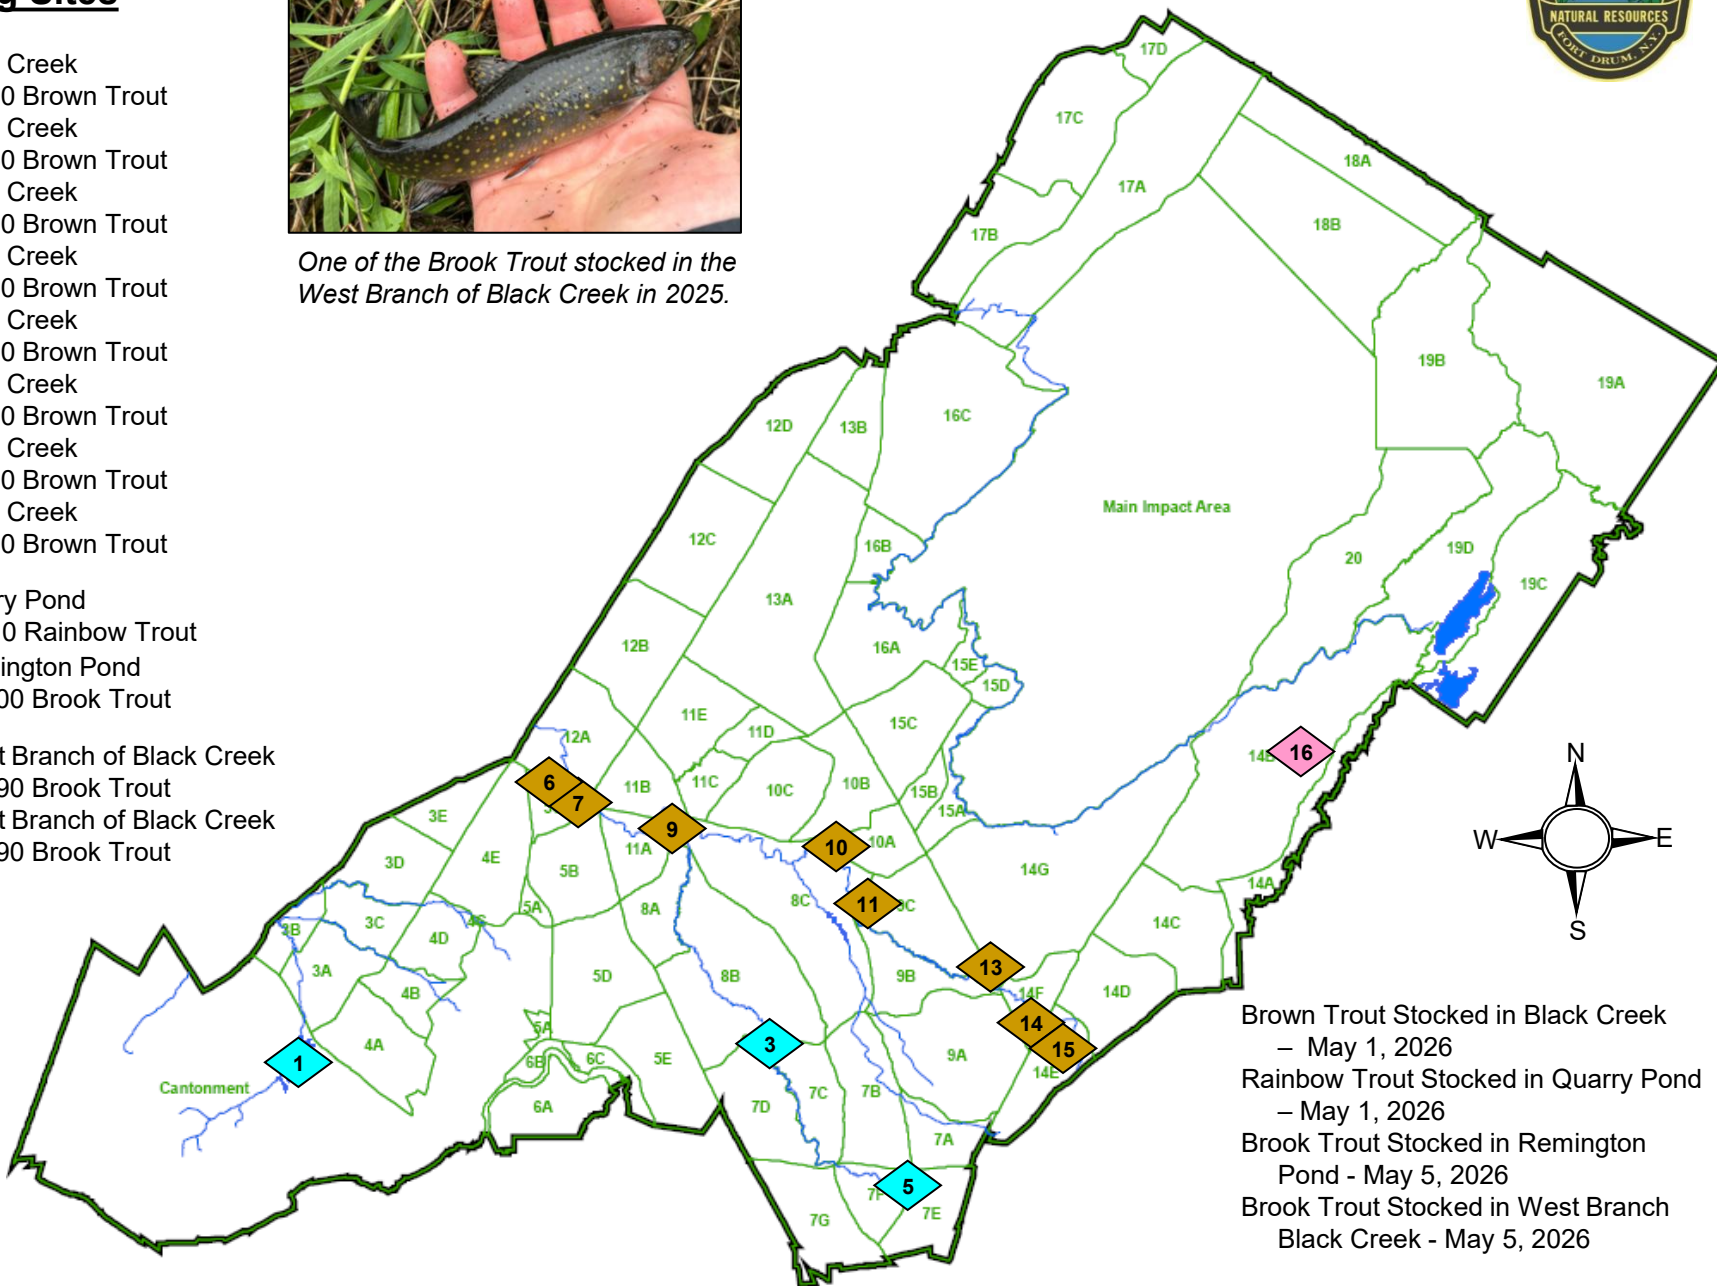 g Sites
Creek
0 Brown Trout
Creek
0 Brown Trout
Creek
0 Brown Trout
Creek
0 Brown Trout
Creek
0 Brown Trout
Creek
0 Brown Trout
Creek
0 Brown Trout
Creek
0 Brown Trout
ry Pond
0 Rainbow Trout
ington Pond
00 Brook Trout
t Branch of Black Creek
90 Brook Trout
t Branch of Black Creek
90 Brook Trout
One of the Brook Trout stocked in the
West Branch of Black Creek in 2025.
NATURAL RESOURCES
FORT DRUM, N.Y.
17D
17C
18A
17A
18B
17B
19B
19A
16C
12D
13B
Main Impact Area
12C
16B
20
19D
19C
13A
12B
16A
15E
15D
11E
15C
11D
12A
14B
16
6
11B
11C
10C
10B
15B
7
15A
3E
9
10
10A
11A
4E
3D
5B
14G
14A
8C
11
9C
5A
8A
3C
4C
3B
4D
14C
3A
5D
8B
9B
13
4B
14F
14D
5A
14
4A
3
15
9A
6B
6C
5E
14E
1
Cantonment
7C
7B
7D
6A
7A
5
7F
7E
7G
N
W
E
S
Brown Trout Stocked in Black Creek
– May 1, 2026
Rainbow Trout Stocked in Quarry Pond
– May 1, 2026
Brook Trout Stocked in Remington
Pond - May 5, 2026
Brook Trout Stocked in West Branch
Black Creek - May 5, 2026